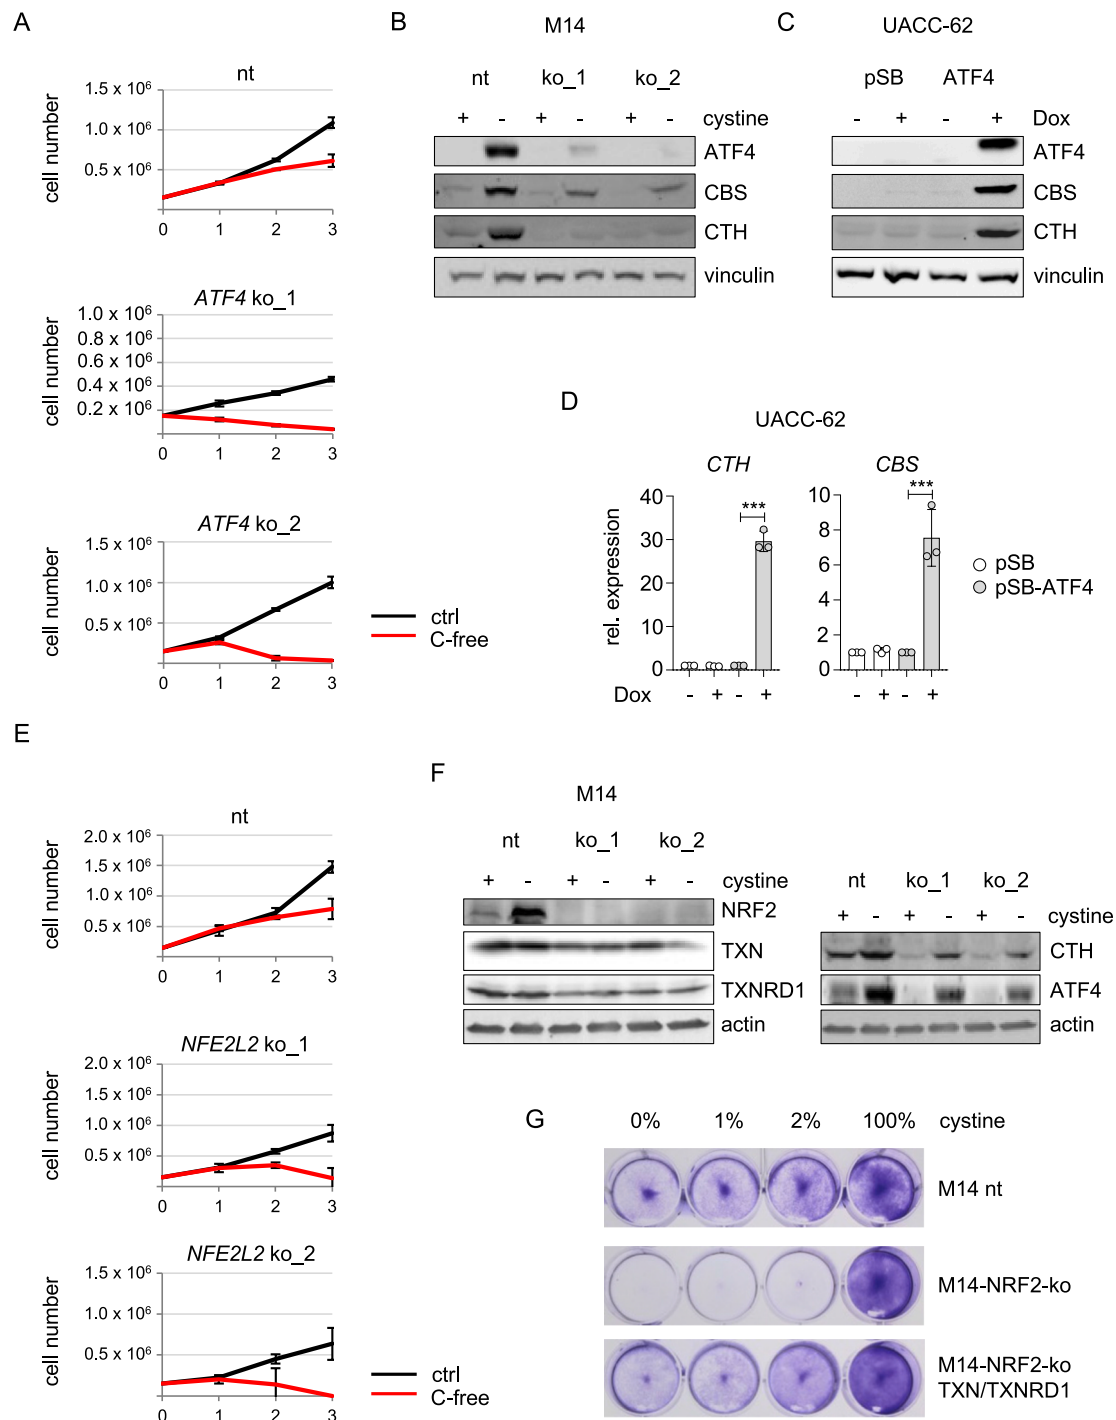 A
nt
cell number
1.5 x 10⁶
1.0 x 10⁶
0.5 x 10⁶
0 1 2 3
ATF4 ko_1
cell number
1.0 x 10⁶
0.8 x 10⁶
0.6 x 10⁶
0.4 x 10⁶
0.2 x 10⁶
0 1 2 3
ATF4 ko_2
cell number
1.5 x 10⁶
1.0 x 10⁶
0.5 x 10⁶
0 1 2 3
ctrl
C-free
B
M14
nt ko_1 ko_2
+ - + - + - cystine
ATF4
CBS
CTH
vinculin
C
UACC-62
pSB ATF4
- + - + Dox
ATF4
CBS
CTH
vinculin
D
UACC-62
CTH
rel. expression
40
30
20
10
0
***
Dox - + - +
CBS
10
8
6
4
2
0
***
- + - +
pSB
pSB-ATF4
E
nt
cell number
2.0 x 10⁶
1.5 x 10⁶
1.0 x 10⁶
0.5 x 10⁶
0 1 2 3
NFE2L2 ko_1
cell number
2.0 x 10⁶
1.5 x 10⁶
1.0 x 10⁶
0.5 x 10⁶
0 1 2 3
NFE2L2 ko_2
cell number
1.5 x 10⁶
1.0 x 10⁶
0.5 x 10⁶
0 1 2 3
ctrl
C-free
F
M14
nt ko_1 ko_2
+ - + - + - cystine
NRF2
TXN
TXNRD1
actin
nt ko_1 ko_2
+ - + - + - cystine
CTH
ATF4
actin
G
0% 1% 2% 100% cystine
M14 nt
M14-NRF2-ko
M14-NRF2-ko
TXN/TXNRD1